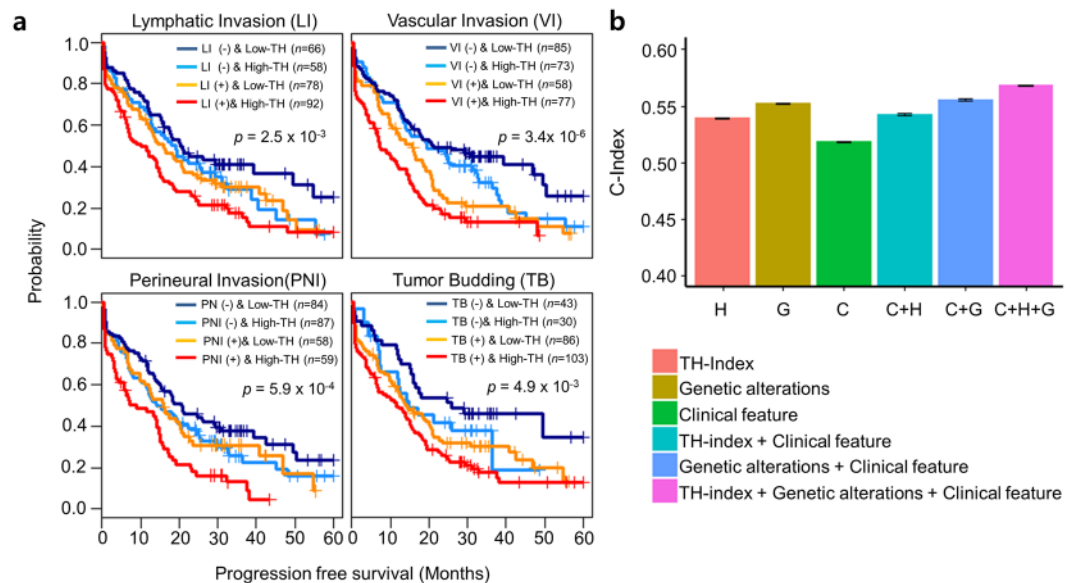 a
Lymphatic Invasion (LI)
LI (-) & Low-TH (n=66)
LI (-) & High-TH (n=58)
LI (+) & Low-TH (n=78)
LI (+)& High-TH (n=92)
p = 2.5 x 10-3
1.0
0.8
0.6
0.4
0.2
0.0
Vascular Invasion (VI)
VI (-) & Low-TH (n=85)
VI (-) & High-TH (n=73)
VI (+)& Low-TH (n=58)
VI (+)& High-TH (n=77)
p = 3.4x 10-6
Probability
Perineural Invasion(PNI)
PN (-) & Low-TH (n=84)
PNI (-) & High-TH (n=87)
PNI (+)& Low-TH (n=58)
PNI (+) & High-TH (n=59)
p = 5.9 x 10-4
1.0
0.8
0.6
0.4
0.2
0.0
0 10 20 30 40 50 60
Tumor Budding (TB)
TB (-) & Low-TH (n=43)
TB (-)& High-TH (n=30)
TB (+) & Low-TH (n=86)
TB (+) & High-TH (n=103)
p = 4.9 x 10-3
0 10 20 30 40 50 60
Progression free survival (Months)
b
C-Index
0.60
0.55
0.50
0.45
0.40
H G C C+H C+G C+H+G
TH-Index
Genetic alterations
Clinical feature
TH-index + Clinical feature
Genetic alterations + Clinical feature
TH-index + Genetic alterations + Clinical feature